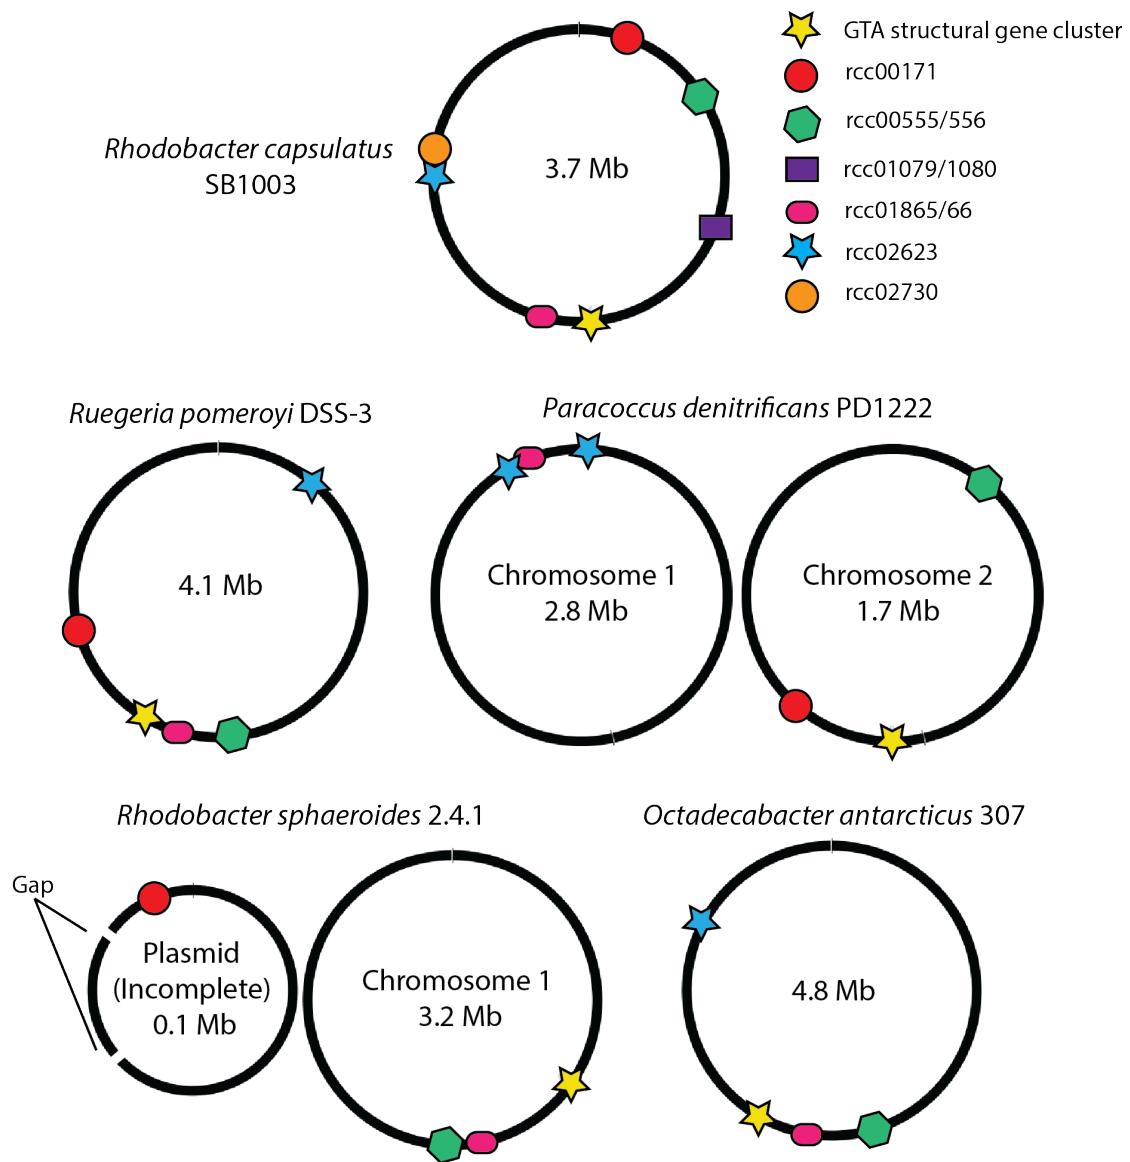 GTA structural gene cluster
rcc00171
rcc00555/556
rcc01079/1080
rcc01865/66
rcc02623
rcc02730
Rhodobacter capsulatus
SB1003
3.7 Mb
Ruegeria pomeroyi DSS-3
4.1 Mb
Paracoccus denitrificans PD1222
Chromosome 1
2.8 Mb
Chromosome 2
1.7 Mb
Rhodobacter sphaeroides 2.4.1
Gap
Plasmid
(Incomplete)
0.1 Mb
Chromosome 1
3.2 Mb
Octadecabacter antarcticus 307
4.8 Mb